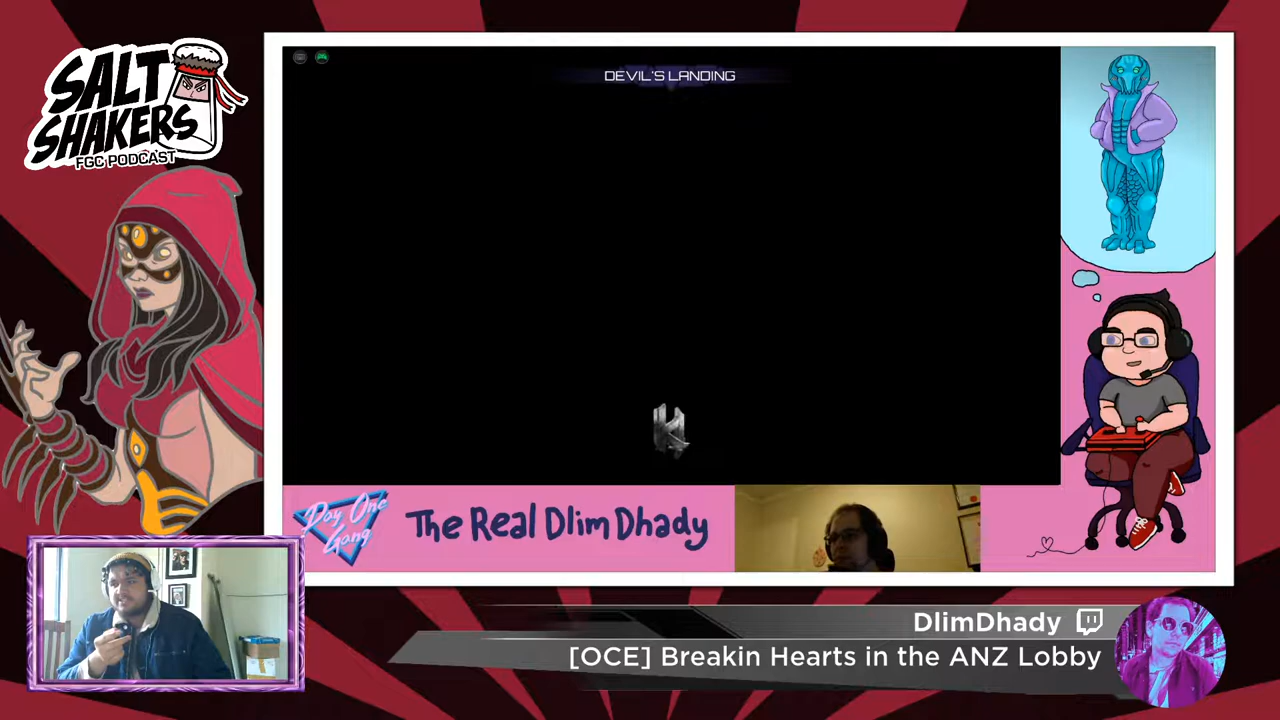 SALT
SHAKERS
FGC PODCAST
DEVIL'S LANDING
Day One
Gang
The Real Dlim Dhady
DlimDhady
[OCE] Breakin Hearts in the ANZ Lobby